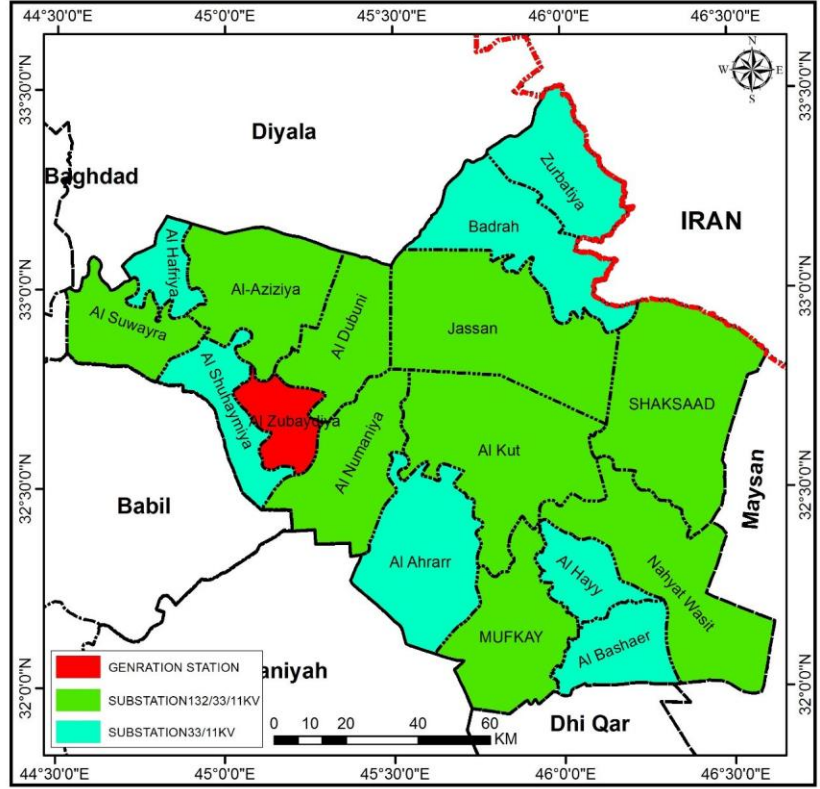 44°30'0"E
45°0'0"E
45°30'0"E
46°0'0"E
46°30'0"E
33°30'0"N
33°30'0"N
N
W
E
S
Diyala
Baghdad
Zurbatiya
IRAN
Badrah
Al Hafriya
33°0'0"N
33°0'0"N
Al-Aziziya
Al Suwayra
Al Dubuni
Jassan
Al Shuhaymiya
SHAKSAAD
Al Zubaydiya
Al Numaniya
Al Kut
32°30'0"N
32°30'0"N
Babil
Maysan
Al Ahrarr
Al Hayy
Nahyat Wasit
MUFKAY
Al Bashaer
32°0'0"N
32°0'0"N
aniyah
Dhi Qar
GENRATION STATION
SUBSTATION132/33/11KV
SUBSTATION33/11KV
0 10 20 40 60
KM
44°30'0"E
45°0'0"E
45°30'0"E
46°0'0"E
46°30'0"E